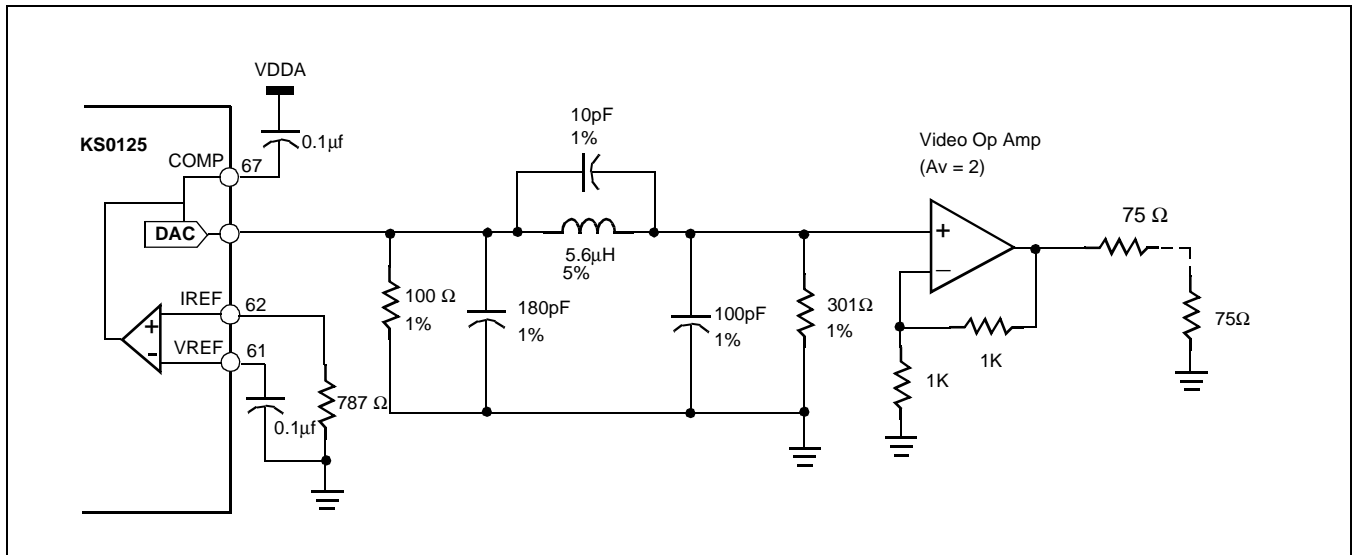 VDDA
KS0125
0.1µf
COMP
67
DAC
10pF
1%
5.6µH
5%
Video Op Amp
(Av = 2)
+
−
75 Ω
75Ω
IREF
62
VREF
61
+
-
100 Ω
1%
180pF
1%
100pF
1%
301Ω
1%
1K
1K
787 Ω
0.1µf